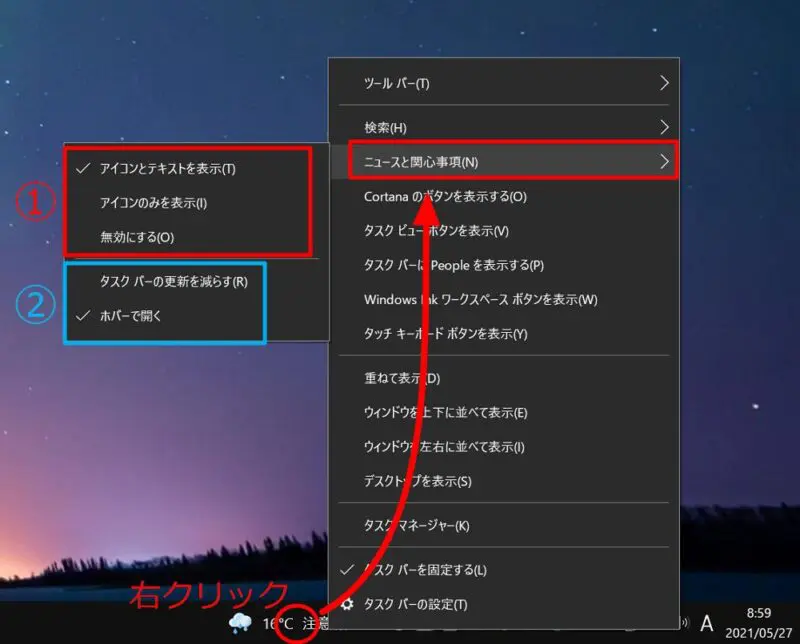 ツール バー(T)
検索(H)
ニュースと関心事項(N)
Cortana のボタンを表示する(O)
タスク ビュー ボタンを表示(V)
タスク バーに People を表示する(P)
Windows Ink ワークスペース ボタンを表示(W)
タッチ キーボード ボタンを表示(Y)
重ねて表示(D)
ウィンドウを上下に並べて表示(E)
ウィンドウを左右に並べて表示(I)
デスクトップを表示(S)
タスク マネージャー(K)
タスク バーを固定する(L)
タスク バーの設定(T)
①
アイコンとテキストを表示(T)
アイコンのみを表示(I)
無効にする(O)
②
タスク バーの更新を減らす(R)
ホバーで開く
右クリック
16°C 注意
A
8:59
2021/05/27